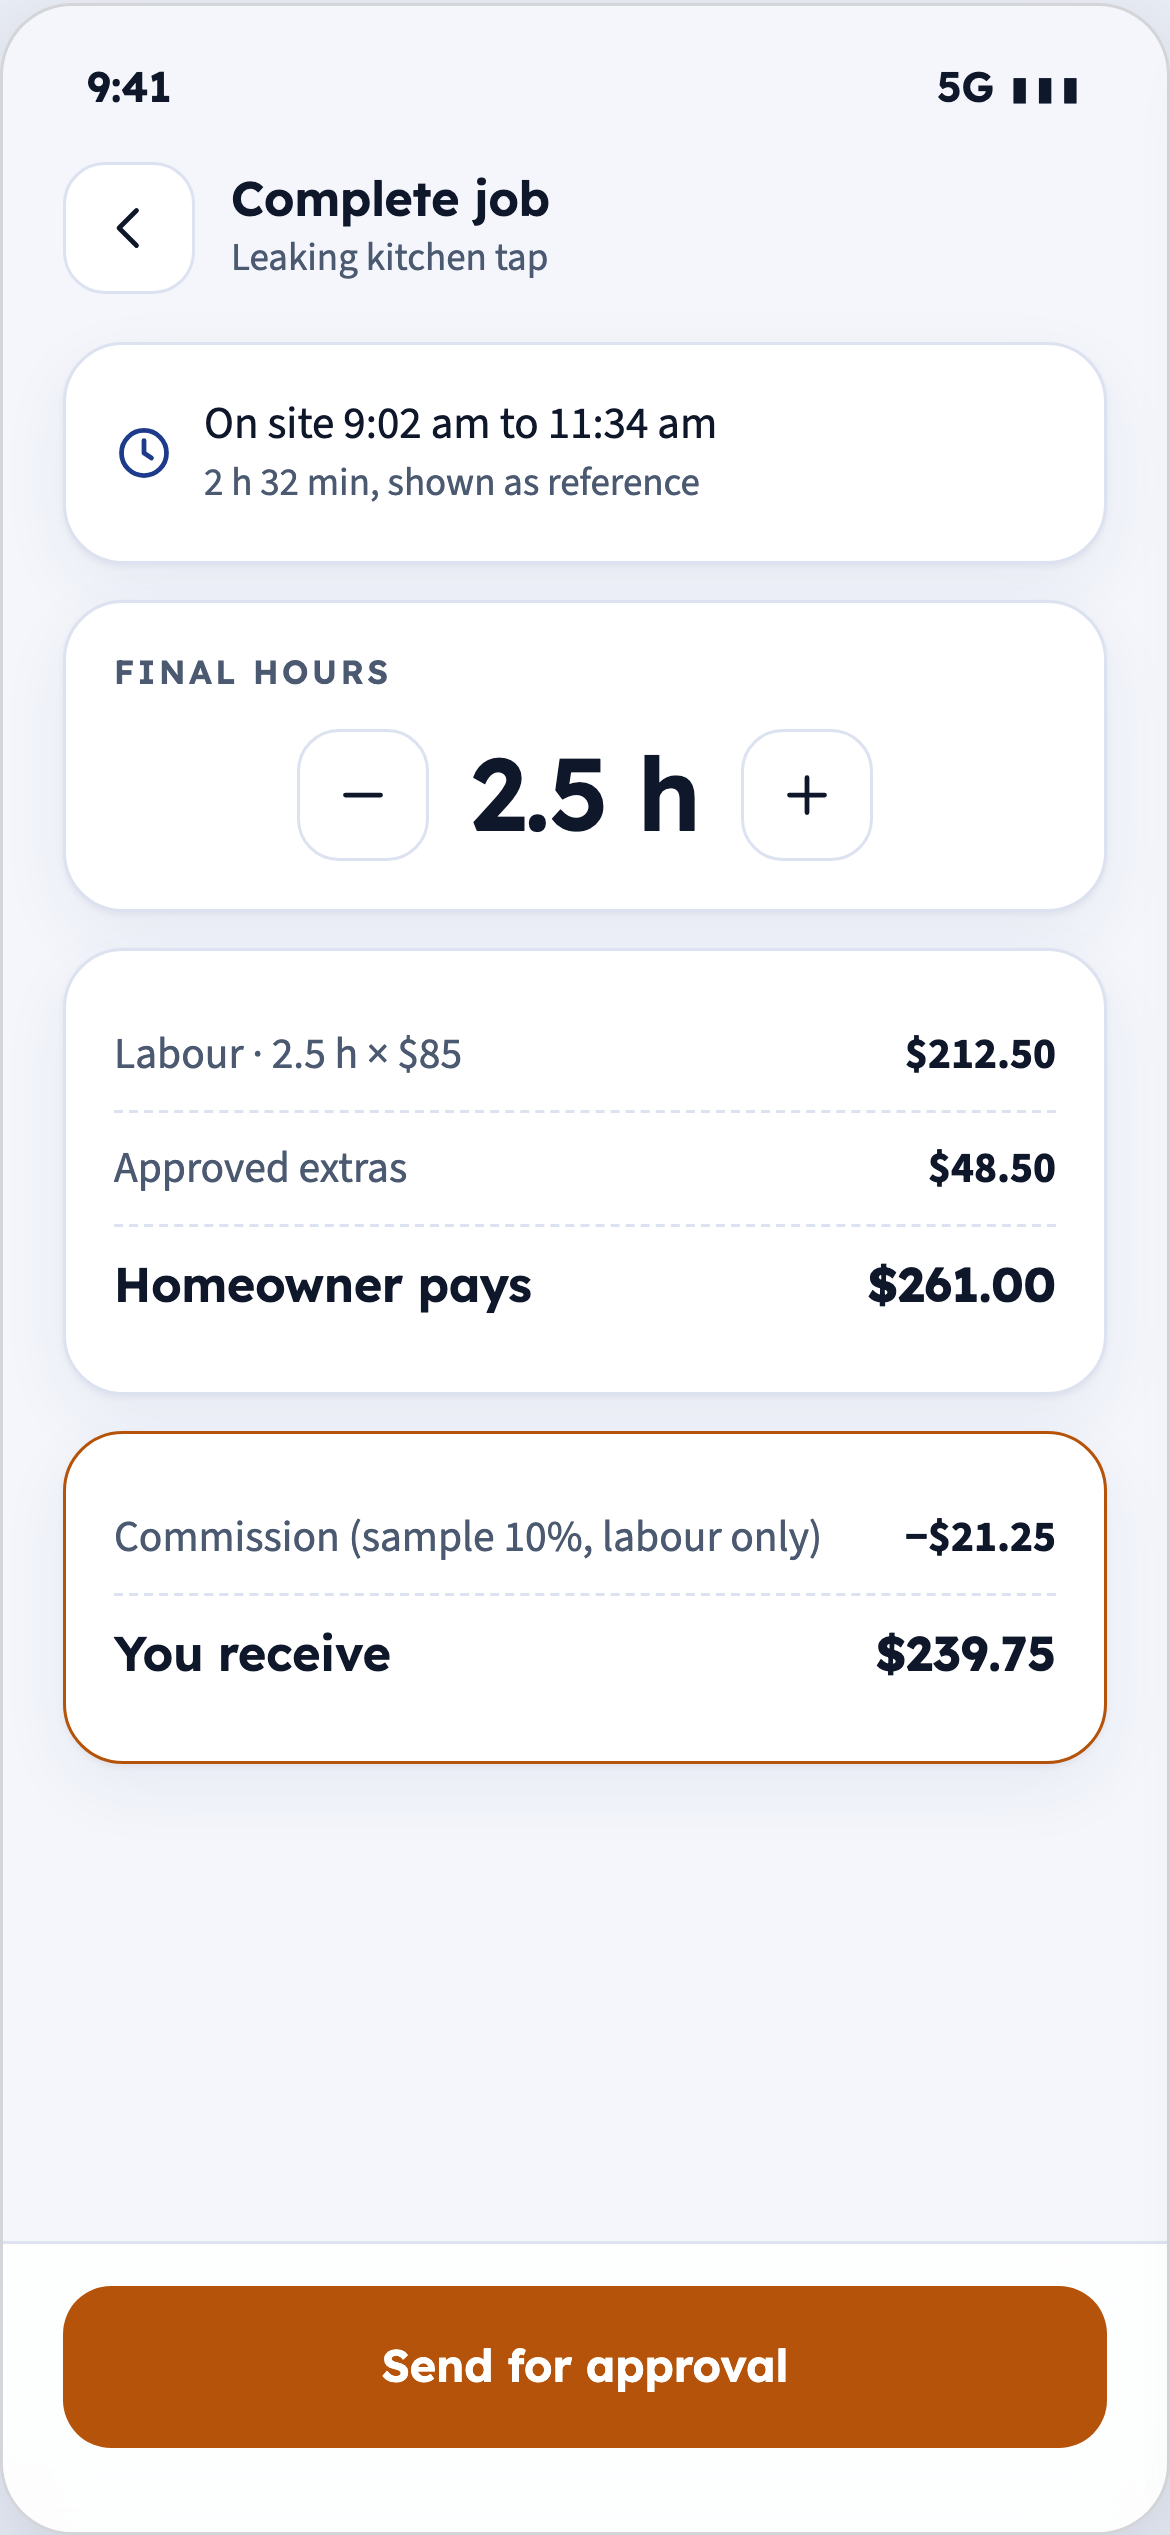 9:41 5G
Complete job
Leaking kitchen tap
On site 9:02 am to 11:34 am
2 h 32 min, shown as reference
FINAL HOURS
2.5 h
Labour · 2.5 h × $85 $212.50
Approved extras $48.50
Homeowner pays $261.00
Commission (sample 10%, labour only) −$21.25
You receive $239.75
Send for approval